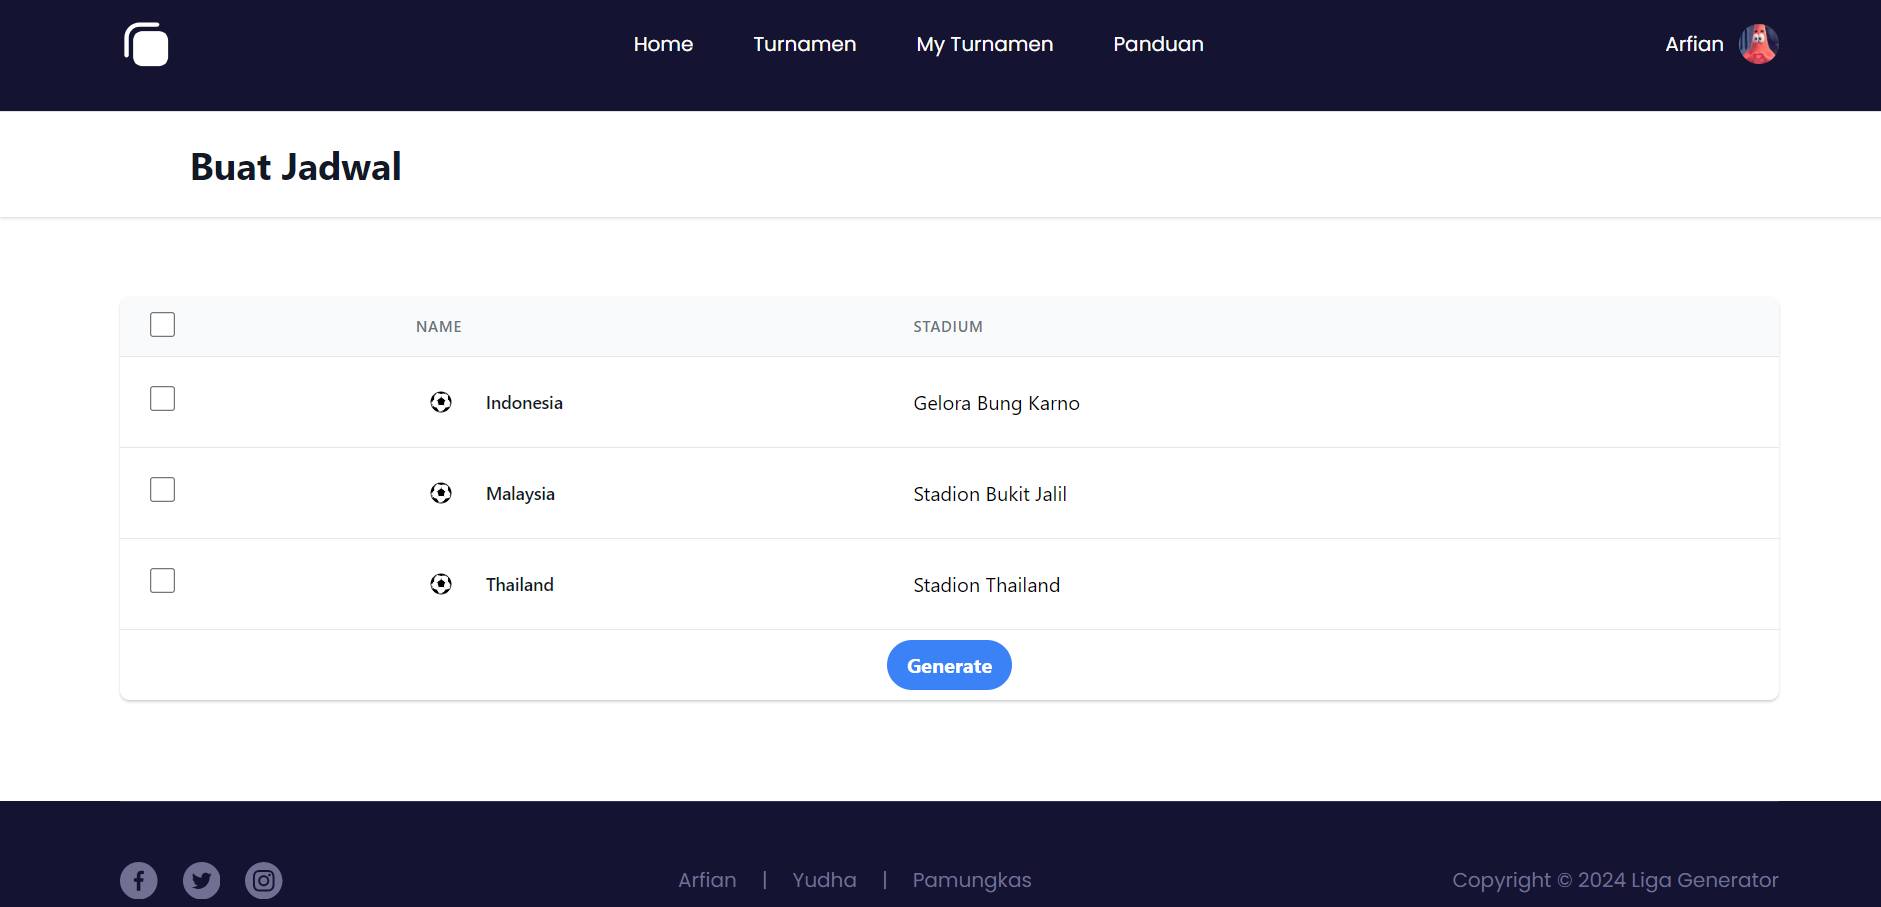 Home Turnamen My Turnamen Panduan Arfian
Buat Jadwal
NAME STADIUM
Indonesia Gelora Bung Karno
Malaysia Stadion Bukit Jalil
Thailand Stadion Thailand
Generate
Arfian | Yudha | Pamungkas Copyright © 2024 Liga Generator